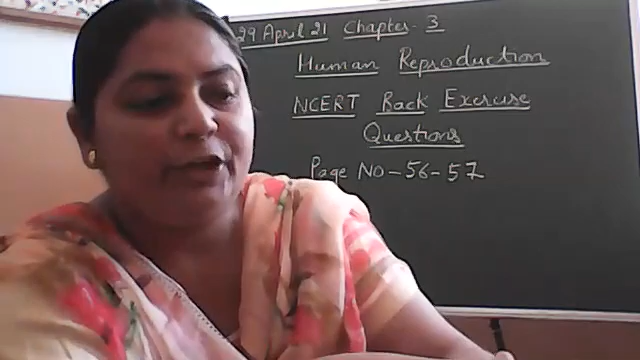 29 April 21 Chapter-3
Human Reproduction
NCERT Back Exercise
Questions
Page No-56-57